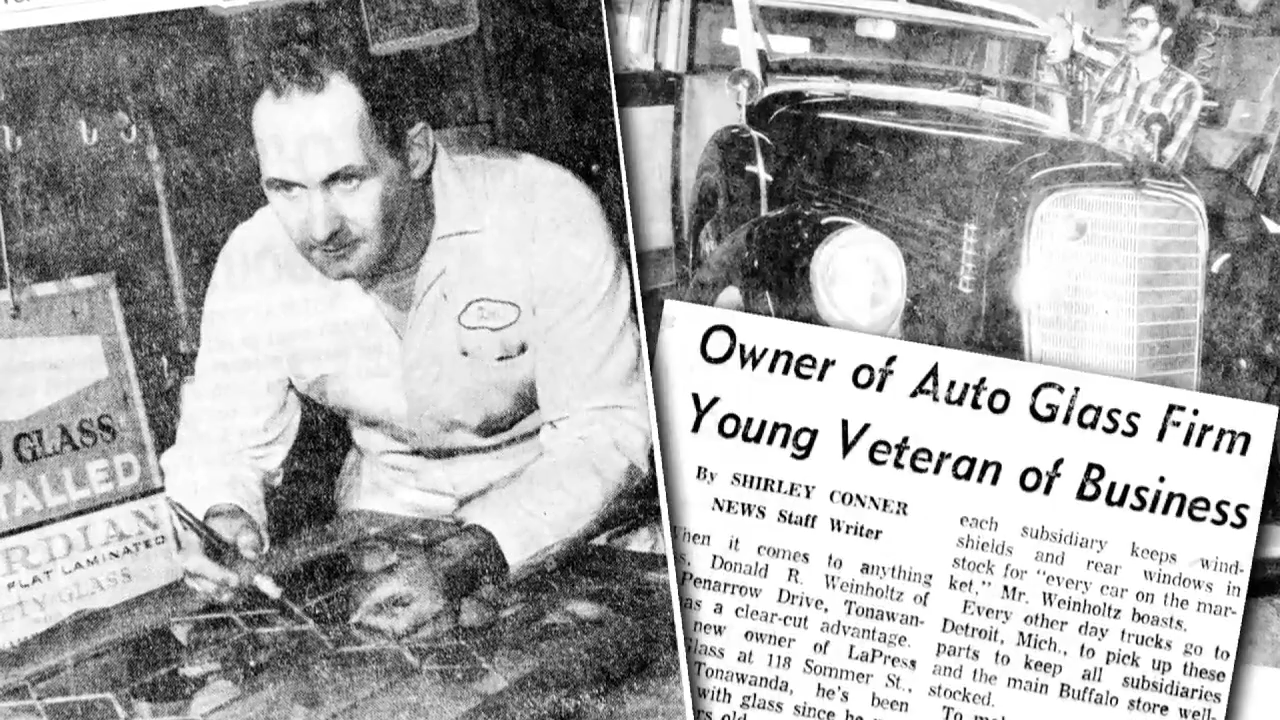 GLASS
TALLED
RDIAN
FLAT LAMINATED
TY GLASS
Owner of Auto Glass Firm
Young Veteran of Business
By SHIRLEY CONNER
NEWS Staff Writer
When it comes to anything
s. Donald R. Weinholtz of
Penarrow Drive, Tonawan-
as a clear-cut advantage.
new owner of LaPress
lass at 118 Sommer St.,
Tonawanda, he's been
with glass since he
rs old
each subsidiary keeps wind-
shields and rear windows in
stock for "every car on the mar-
ket," Mr. Weinholtz boasts.
Every other day trucks go to
Detroit, Mich., to pick up these
parts to keep all subsidiaries
and the main Buffalo store well-
stocked.
To